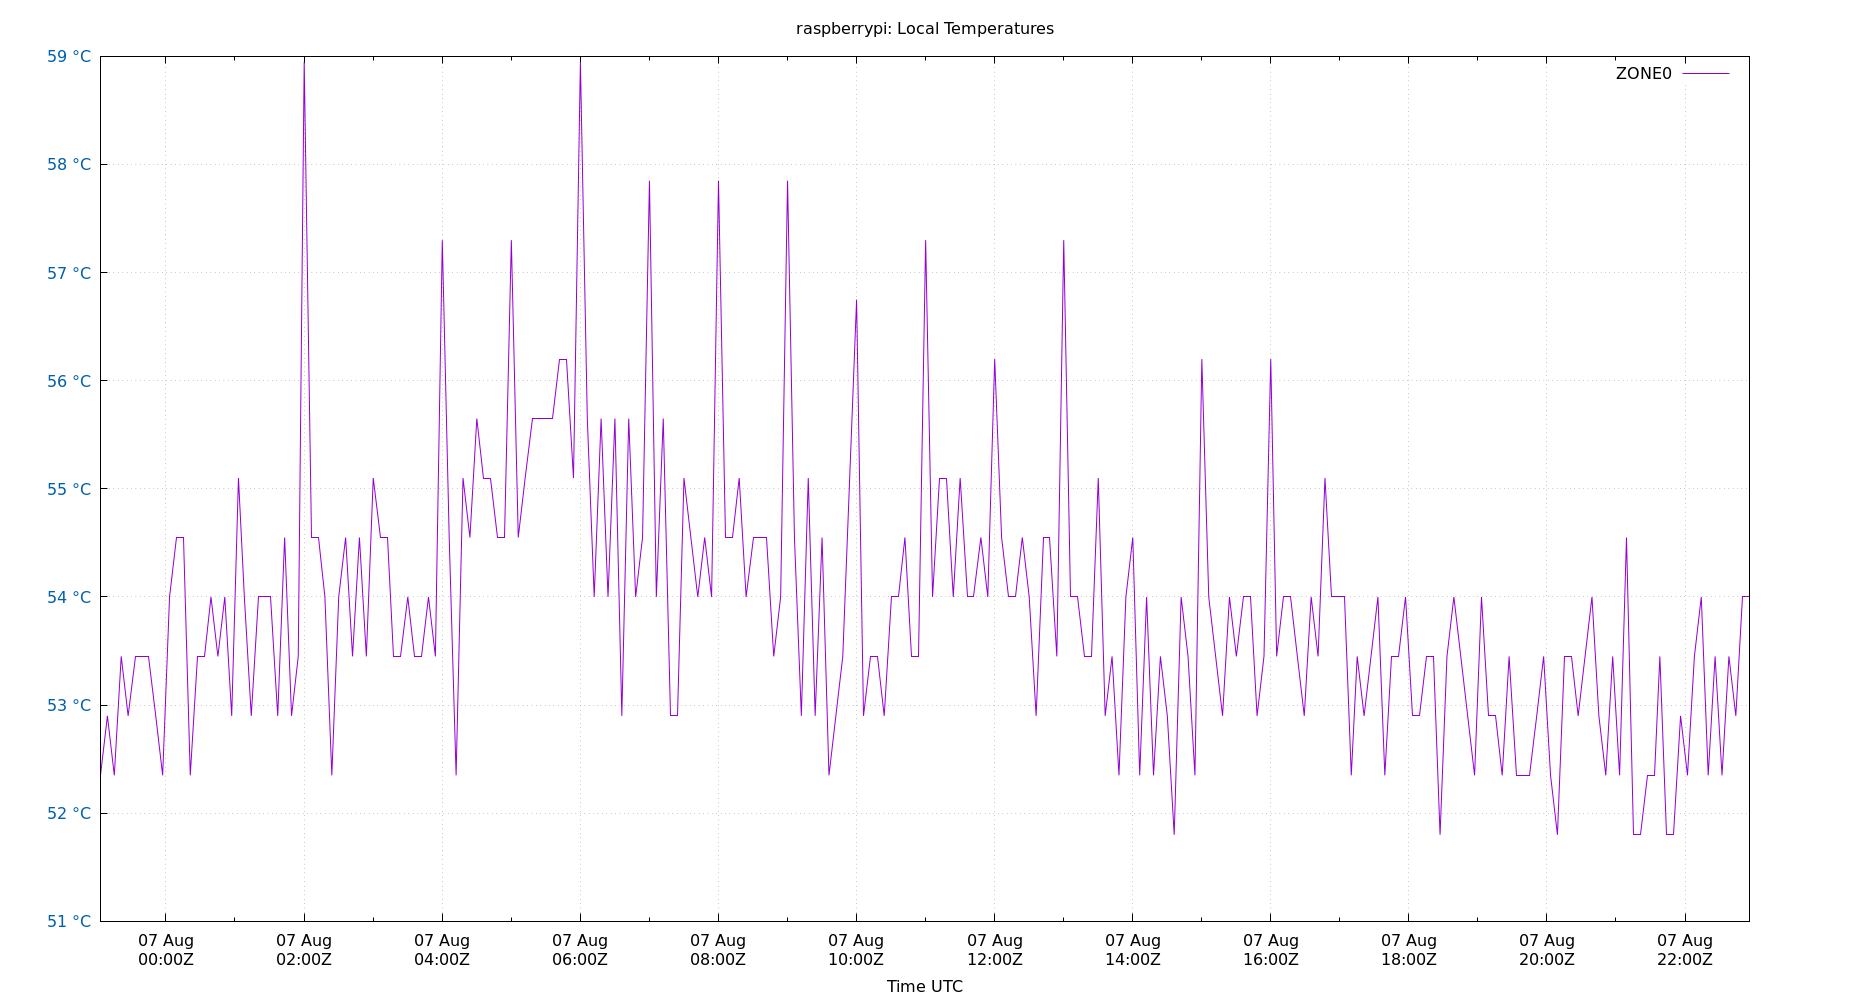 raspberrypi: Local Temperatures
59 °C
ZONE0
58 °C
57 °C
56 °C
55 °C
54 °C
53 °C
52 °C
51 °C
07 Aug 07 Aug 07 Aug 07 Aug 07 Aug 07 Aug 07 Aug 07 Aug 07 Aug 07 Aug 07 Aug 07 Aug
00:00Z 02:00Z 04:00Z 06:00Z 08:00Z 10:00Z 12:00Z 14:00Z 16:00Z 18:00Z 20:00Z 22:00Z
Time UTC